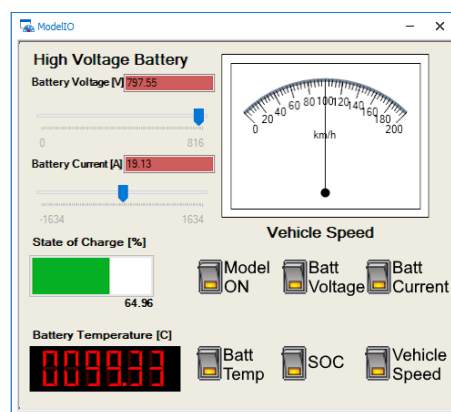 ModelIO
High Voltage Battery
Battery Voltage [V] 797.55
0 816
Battery Current [A] 19.13
-1634 1634
State of Charge [%]
64.96
Battery Temperature [C]
0 20 40 60 80 100 120 140 160 180 200
km/h
Vehicle Speed
Model ON
Batt Voltage
Batt Current
Batt Temp
SOC
Vehicle Speed